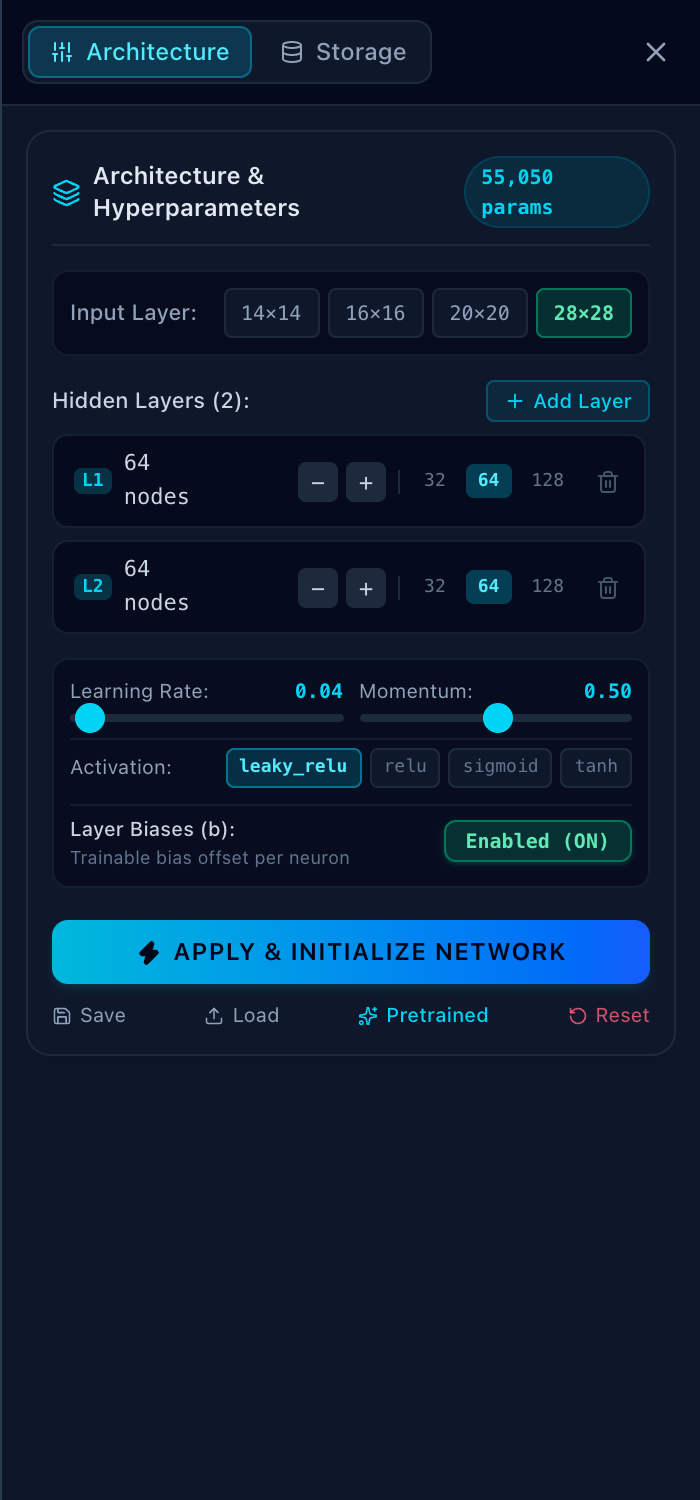 Architecture Storage
Architecture &
Hyperparameters
55,050
params
Input Layer: 14×14 16×16 20×20 28×28
Hidden Layers (2): + Add Layer
L1 64
nodes
− + 32 64 128
L2 64
nodes
− + 32 64 128
Learning Rate: 0.04 Momentum: 0.50
Activation: leaky_relu relu sigmoid tanh
Layer Biases (b):
Trainable bias offset per neuron
Enabled (ON)
APPLY & INITIALIZE NETWORK
Save Load Pretrained Reset